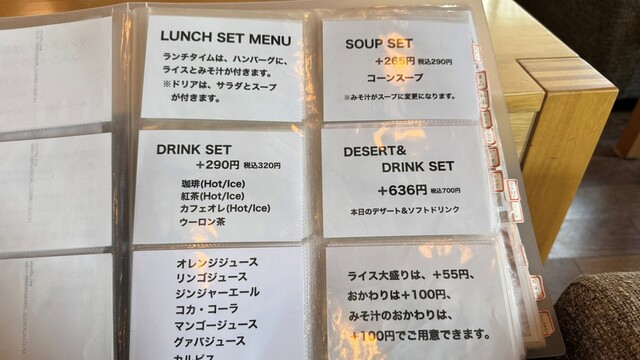 LUNCH SET MENU
ランチタイムは、ハンバーグに、
ライスとみそ汁が付きます。
※ドリアは、サラダとスープ
が付きます。
SOUP SET
+265円 税込290円
コーンスープ
※みそ汁がスープに変更になります。
DRINK SET
+290円 税込320円
珈琲(Hot/Ice)
紅茶(Hot/Ice)
カフェオレ(Hot/Ice)
ウーロン茶
DESERT&
DRINK SET
+636円 税込700円
本日のデザート&ソフトドリンク
オレンジジュース
リンゴジュース
ジンジャーエール
コカ・コーラ
マンゴージュース
グァバジュース
カルピス
ライス大盛りは、+55円、
おかわりは+100円、
みそ汁のおかわりは、
+100円でご用意できます。